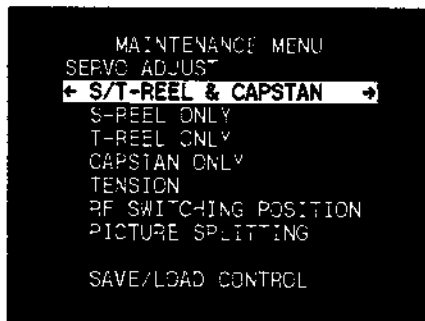 MAINTENANCE MENU
SERVO ADJUST
← S/T-REEL & CAPSTAN →
S-REEL ONLY
T-REEL ONLY
CAPSTAN ONLY
TENSION
RF SWITCHING POSITION
PICTURE SPLITTING
SAVE/LOAD CONTROL